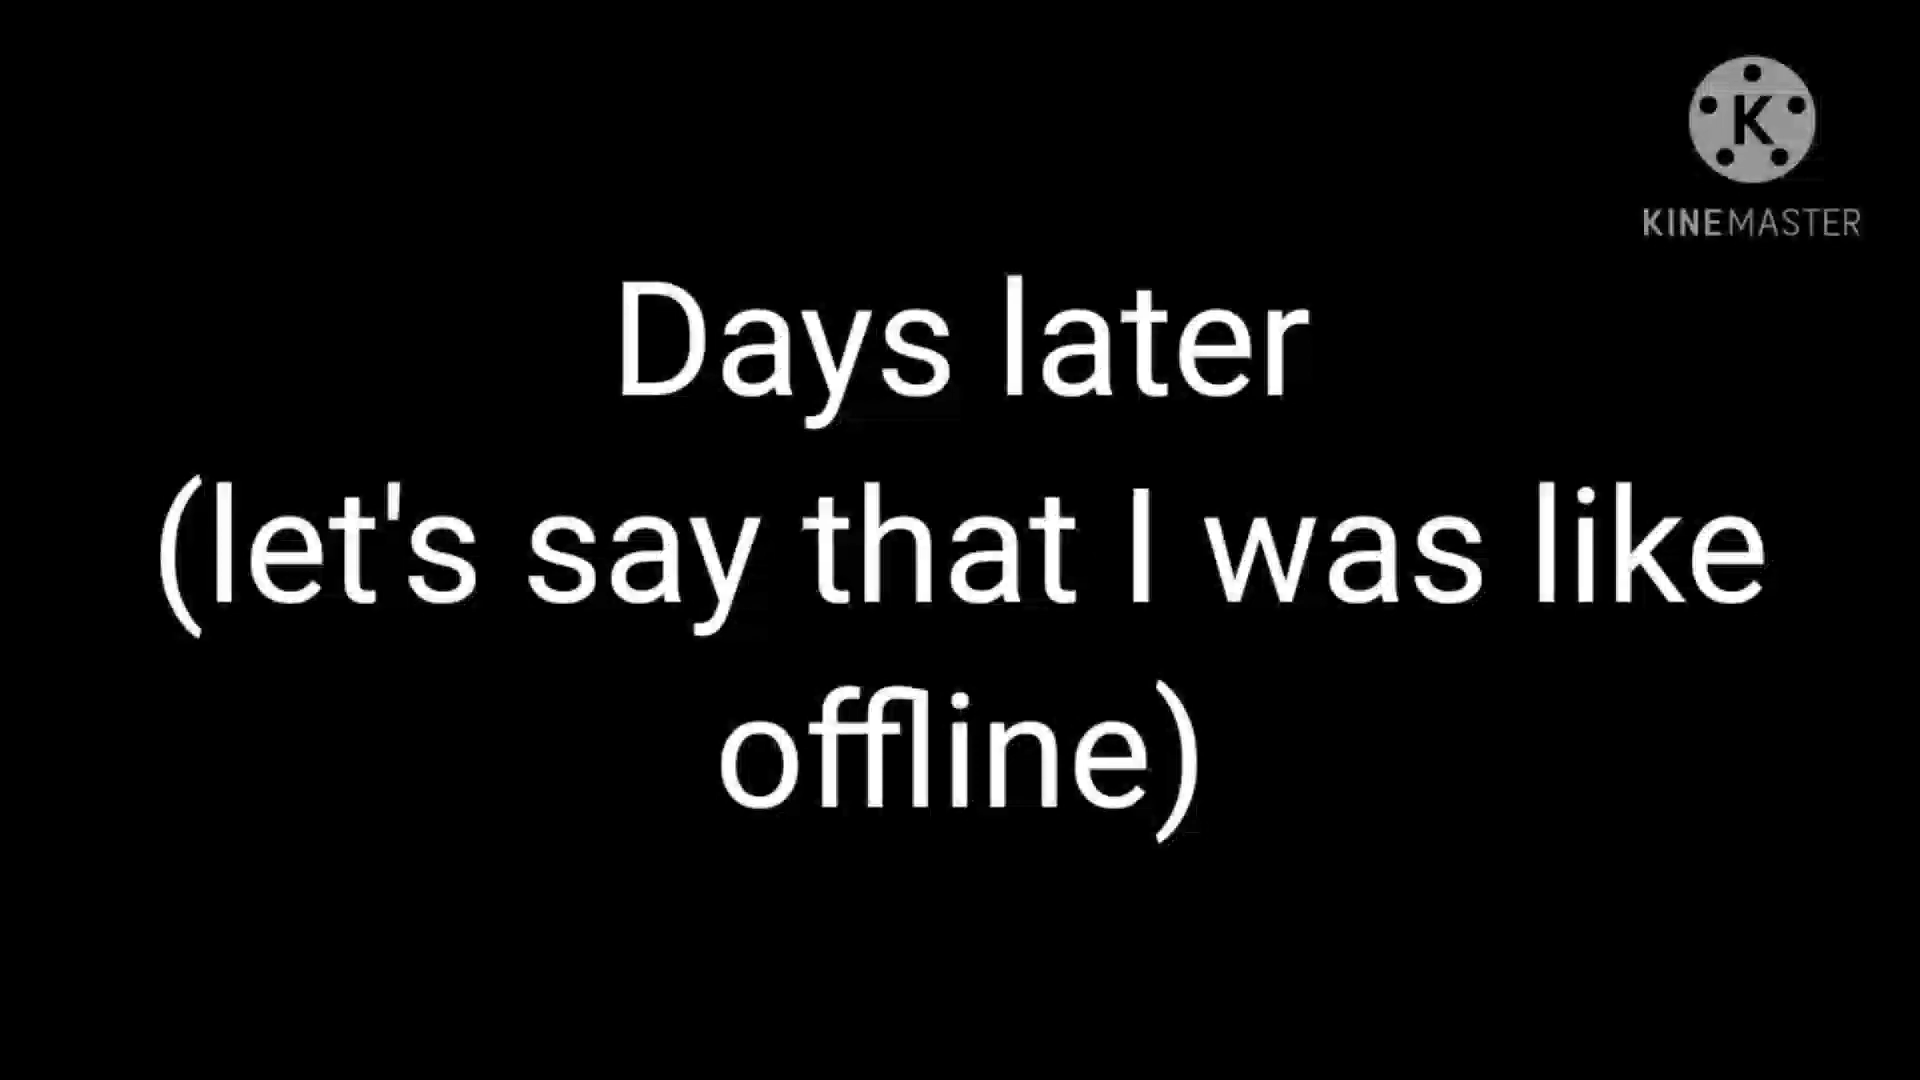 K
KINEMASTER
Days later
(let's say that I was like
offline)